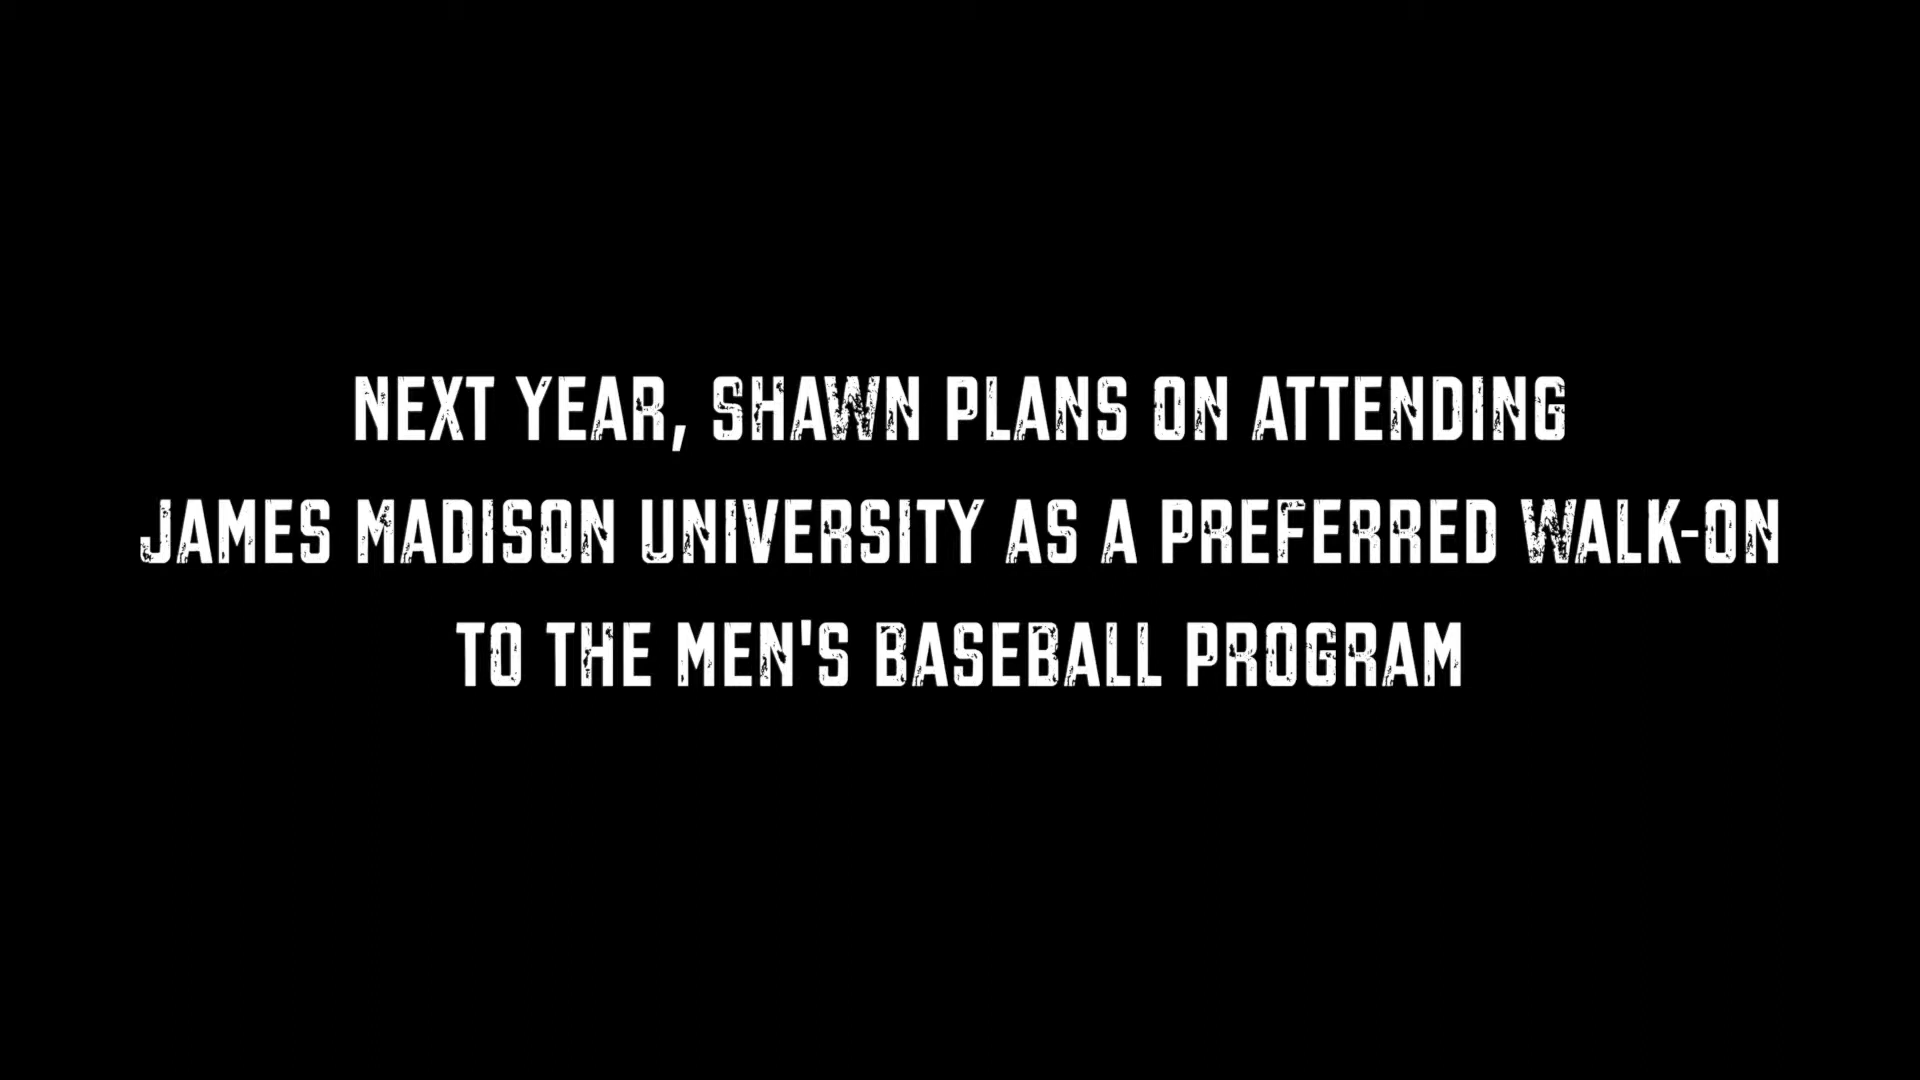 NEXT YEAR, SHAWN PLANS ON ATTENDING
JAMES MADISON UNIVERSITY AS A PREFERRED WALK-ON
TO THE MEN'S BASEBALL PROGRAM